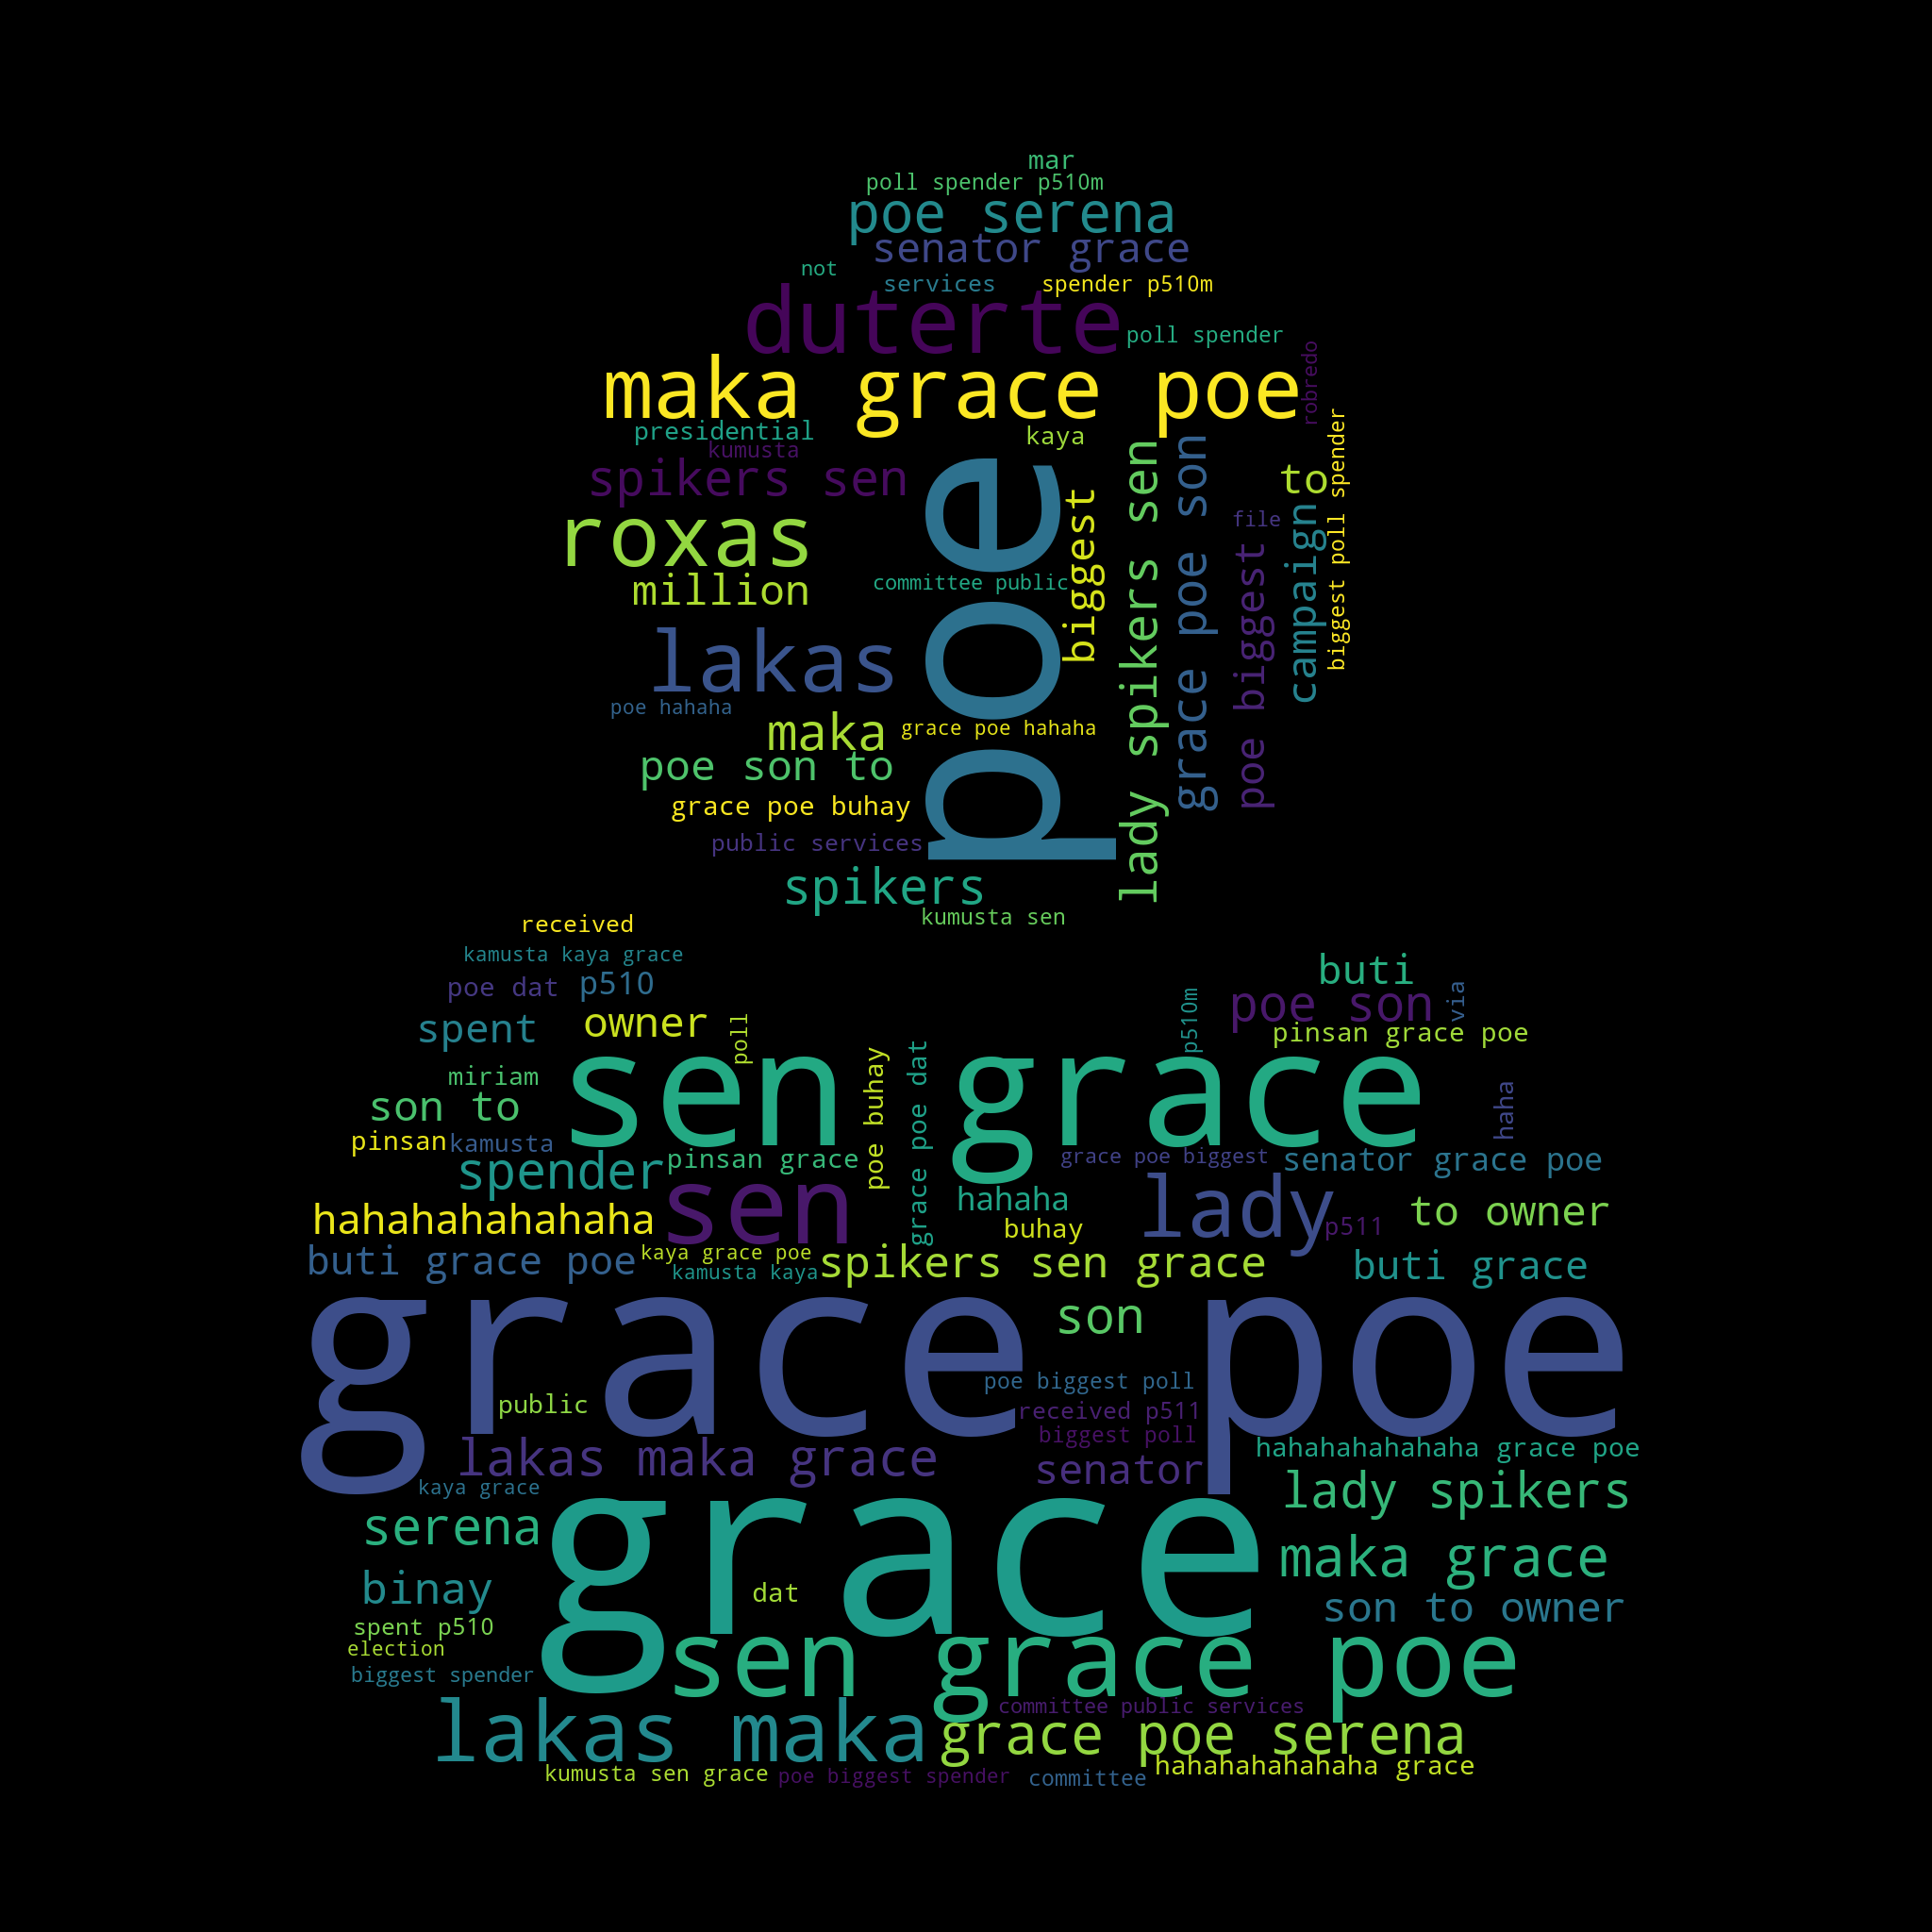 mar
poll spender p510m
poe serena
senator grace
not
services
spender p510m
duterte
poll spender
maka grace poe
robredo
presidential
kumusta
kaya
spikers sen
poe
biggest
lady spikers sen
grace poe son
to
biggest poll spender
file
campaign
poe biggest
roxas
million
committee public
lakas
poe hahaha
maka
grace poe hahaha
poe son to
grace poe buhay
public services
spikers
kumusta sen
received
kamusta kaya grace
poe dat
p510
buti
poe son
via
p510m
spent
owner
poll
pinsan grace poe
sen grace
poe buhay
grace poe dat
miriam
son to
haha
pinsan
kamusta
spender
pinsan grace
grace poe biggest
senator grace poe
sen
hahaha
lady
hahahahahahaha
buhay
p511
to owner
buti grace poe
kaya grace poe
kamusta kaya
spikers sen grace
buti grace
grace poe
son
poe biggest poll
public
received p511
biggest poll
lakas maka grace
senator
hahahahahahaha grace poe
kaya grace
lady spikers
serena
grace
maka grace
binay
dat
son to owner
spent p510
election
sen grace poe
biggest spender
lakas maka
committee public services
grace poe serena
kumusta sen grace
poe biggest spender
committee
hahahahahahaha grace